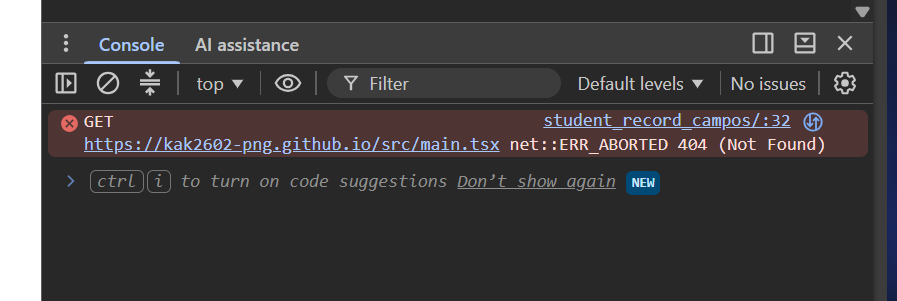 Console AI assistance
top Filter Default levels No issues
GET student_record_campos/:32
https://kak2602-png.github.io/src/main.tsx net::ERR_ABORTED 404 (Not Found)
ctrl i to turn on code suggestions Don’t show again NEW